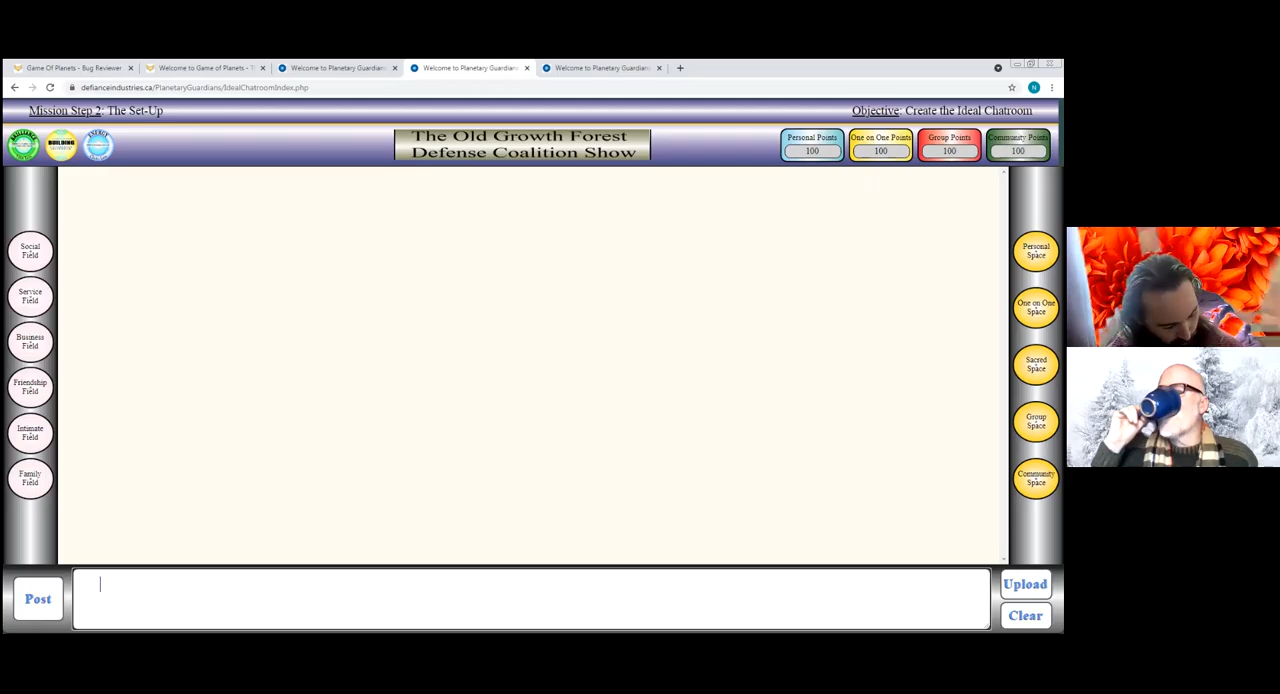 Game Of Planets - Bug Reviewer
Welcome to Game of Planets - T
Welcome to Planetary Guardians
Welcome to Planetary Guardians
Welcome to Planetary Guardians
defianceindustries.ca/PlanetaryGuardians/IdealChatroomIndex.php
N
Mission Step 2: The Set-Up
Objective: Create the Ideal Chatroom
BRILLIANCE
BUILDING
ENERGY
The Old Growth Forest
Defense Coalition Show
Personal Points
100
One on One Points
100
Group Points
100
Community Points
100
Social
Field
Service
Field
Business
Field
Friendship
Field
Intimate
Field
Family
Field
Personal
Space
One on One
Space
Sacred
Space
Group
Space
Community
Space
Post
Upload
Clear